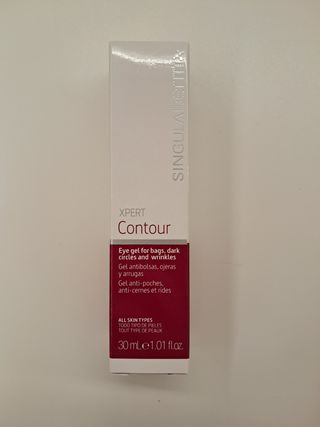 SINGULADERM
XPERT
Contour
Eye gel for bags, dark
circles and wrinkles
Gel antibolsas, ojeras
y arrugas
Gel anti-poches,
anti-cernes et rides
ALL SKIN TYPES
TODO TIPO DE PIELES
TOUT TYPE DE PEAUX
30 mL e 1.01 fl.oz.